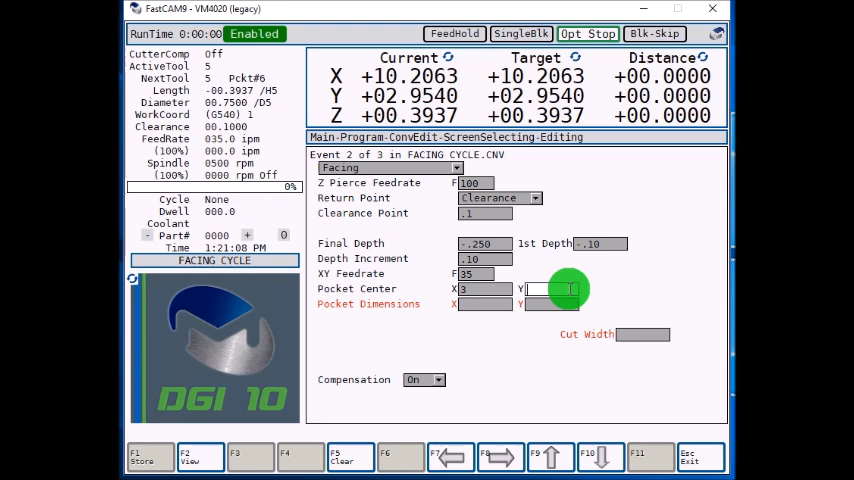 FastCAM9 - VM4020 (legacy)
RunTime 0:00:00 Enabled
FeedHold SingleBlk Opt Stop Blk-Skip
CutterComp Off
ActiveTool 5
NextTool 5 Pckt#6
Length -00.3937 /H5
Diameter 00.7500 /D5
WorkCoord (G540) 1
Clearance 00.1000
FeedRate 035.0 ipm
(100%) 000.0 ipm
Spindle 0500 rpm
(100%) 0000 rpm Off
0%
Cycle None
Dwell 000.0
Coolant
- Part# 0000 + 0
Time 1:21:08 PM
FACING CYCLE
DGI 10
Current Target Distance
X +10.2063 +10.2063 +00.0000
Y +02.9540 +02.9540 +00.0000
Z +00.3937 +00.3937 +00.0000
Main-Program-ConvEdit-ScreenSelecting-Editing
Event 2 of 3 in FACING CYCLE.CNV
Facing
Z Pierce Feedrate F 100
Return Point Clearance
Clearance Point .1
Final Depth -.250 1st Depth -.10
Depth Increment .10
XY Feedrate F 35
Pocket Center X 3 Y
Pocket Dimensions X Y
Cut Width
Compensation On
F1 Store
F2 View
F3
F4
F5 Clear
F6
F7
F8
F9
F10
F11
Esc Exit